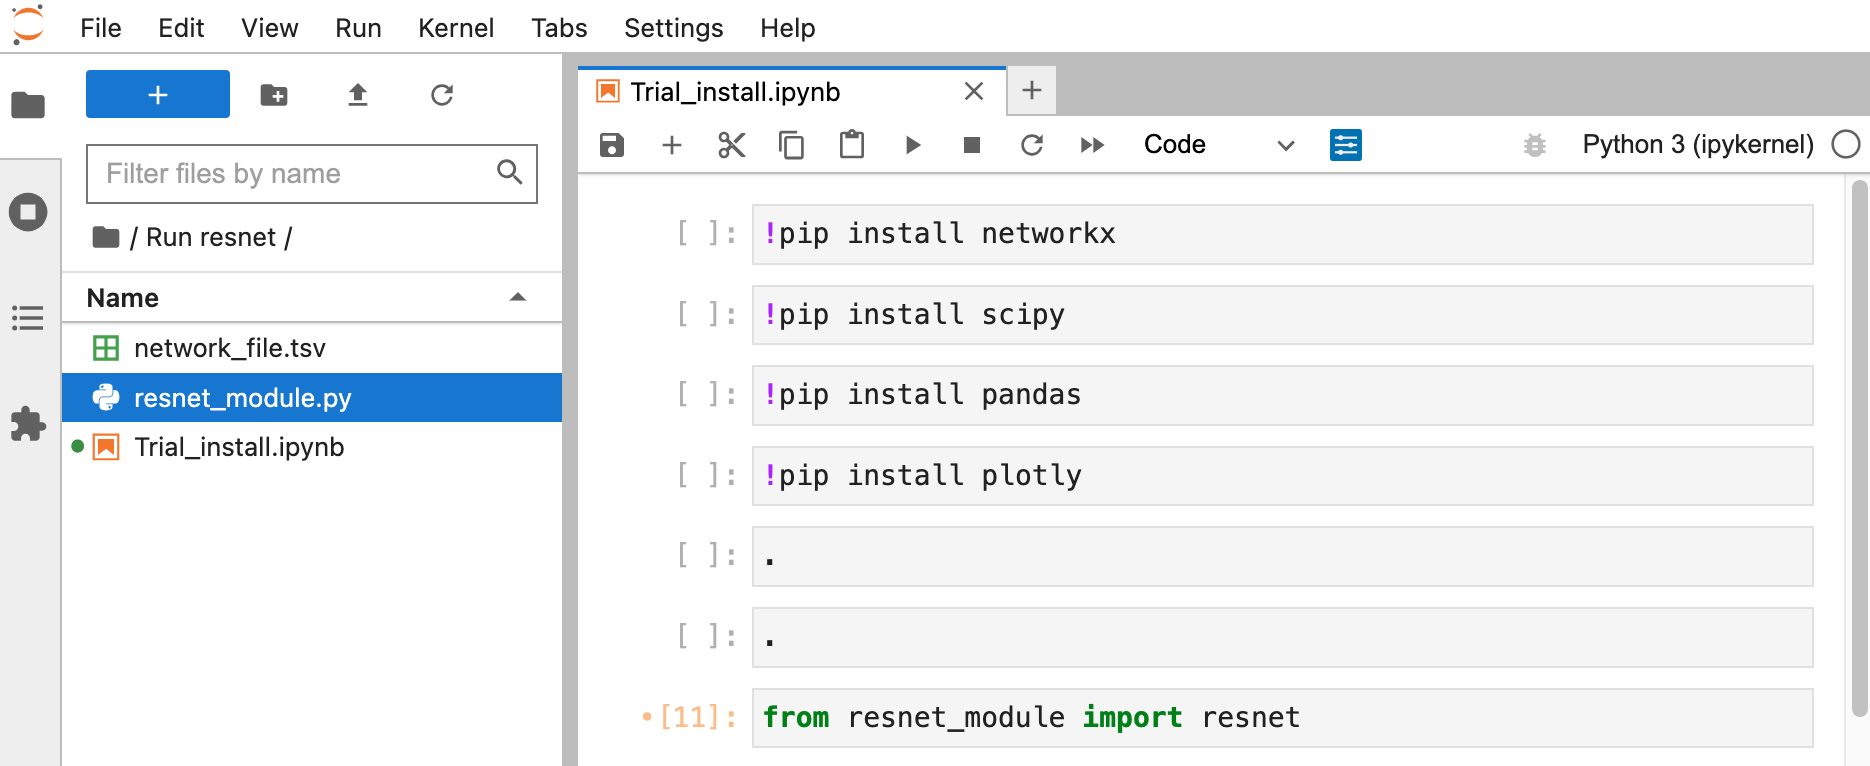 File Edit View Run Kernel Tabs Settings Help
+
Filter files by name
/ Run resnet /
Name
network_file.tsv
resnet_module.py
Trial_install.ipynb
Trial_install.ipynb
Code
Python 3 (ipykernel)
[ ]: !pip install networkx
[ ]: !pip install scipy
[ ]: !pip install pandas
[ ]: !pip install plotly
[ ]: .
[ ]: .
•[11]: from resnet_module import resnet